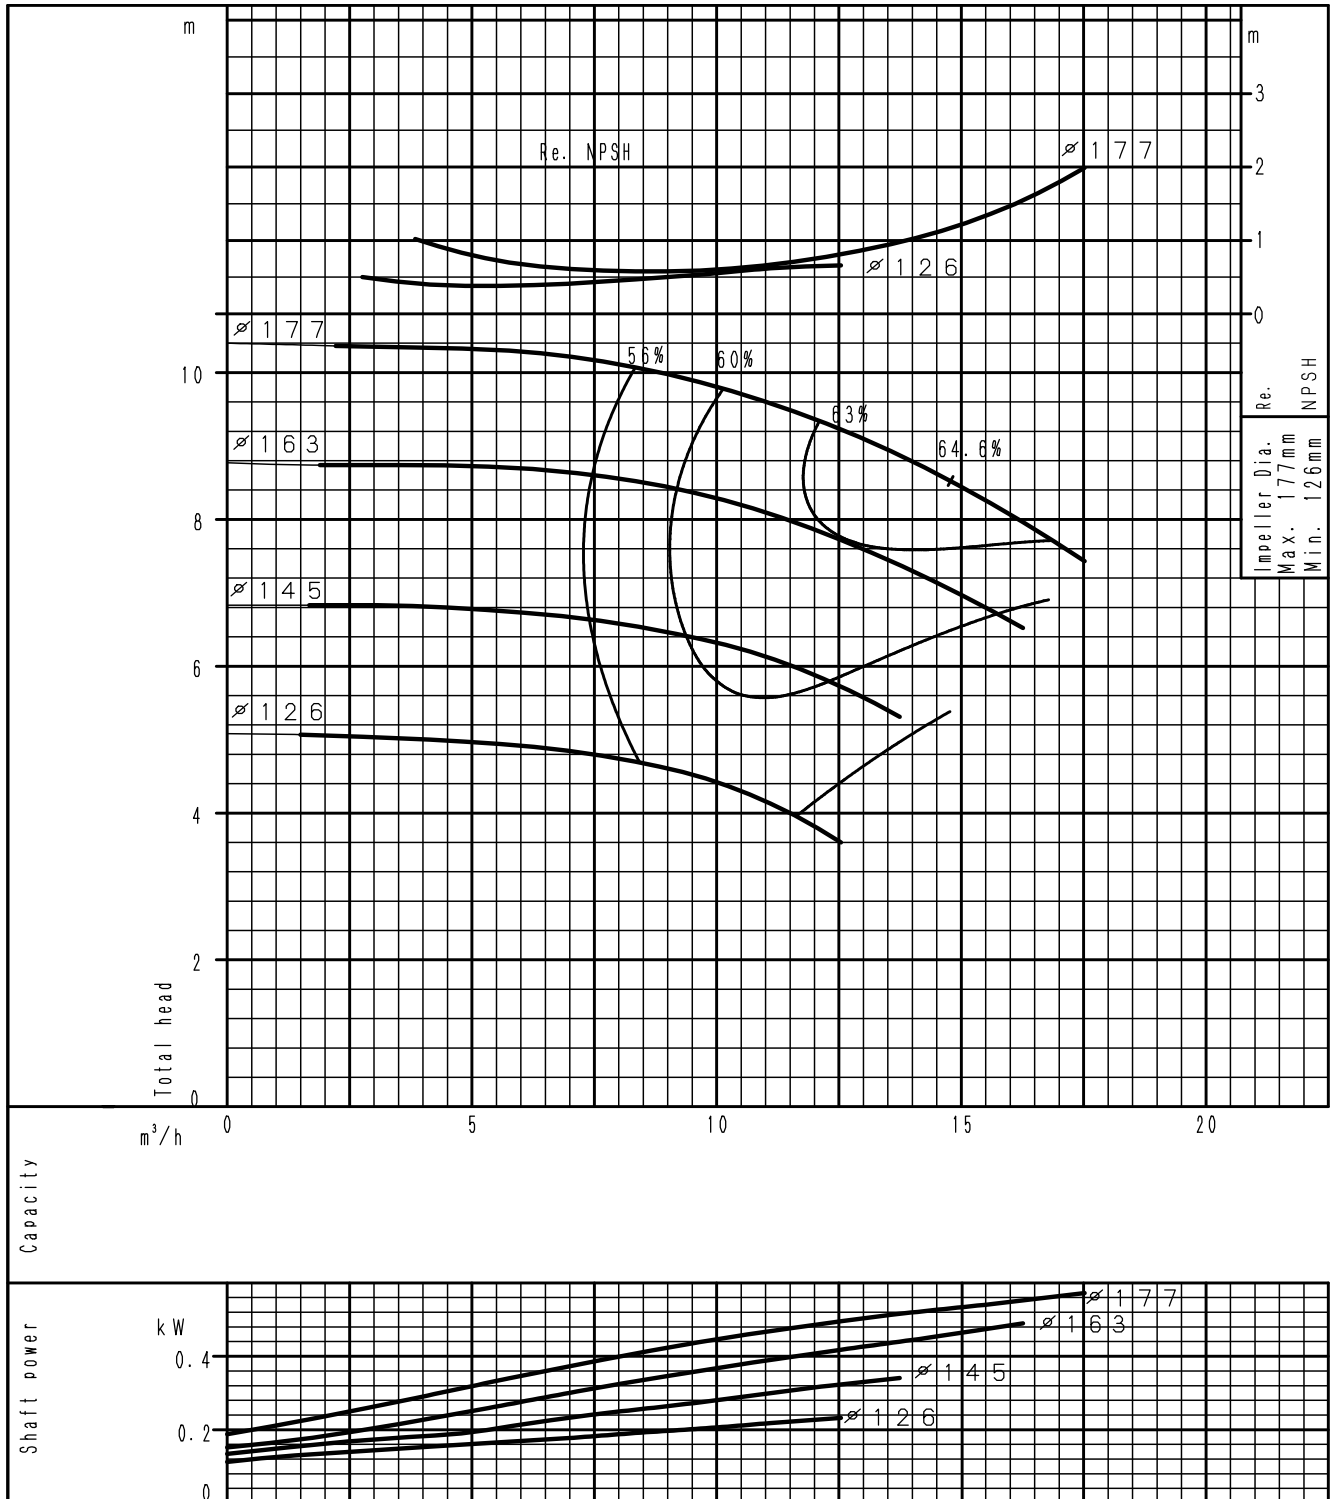 m
m
3
Re. NPSH
ø177
2
1
ø126
0
ø177
56%
60%
10
Re. NPSH
63%
ø163
64.6%
Impeller Dia.
Max. 177mm
Min. 126mm
8
ø145
6
ø126
4
2
Total head
0
m³/h
0 5 10 15 20
Capacity
Shaft power
kW
ø177
ø163
0.4
ø145
ø126
0.2
0